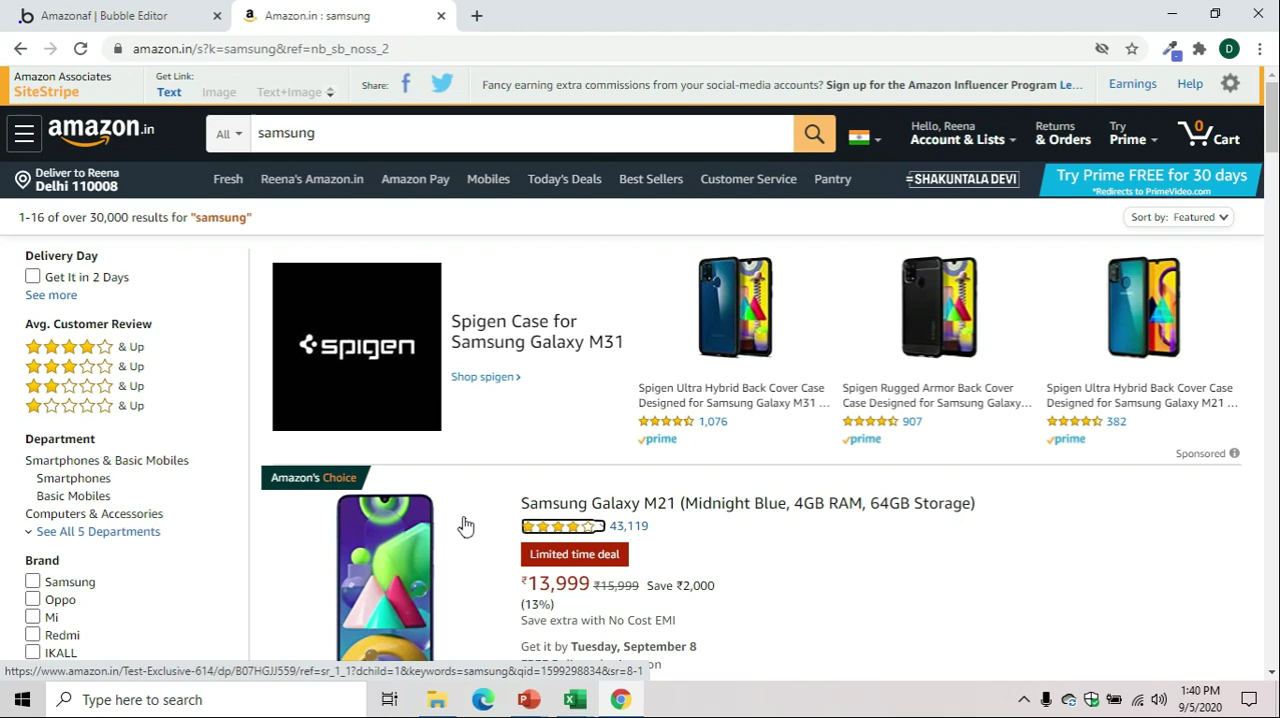 Amazonaf | Bubble Editor
Amazon.in : samsung
amazon.in/s?k=samsung&ref=nb_sb_noss_2
Amazon Associates
SiteStripe
Get Link:
Text Image Text+Image
Share:
Fancy earning extra commissions from your social-media accounts? Sign up for the Amazon Influencer Program Le...
Earnings Help
amazon.in
All
samsung
Hello, Reena
Account & Lists
Returns
& Orders
Try
Prime
0
Cart
Deliver to Reena
Delhi 110008
Fresh Reena's Amazon.in Amazon Pay Mobiles Today's Deals Best Sellers Customer Service Pantry
SHAKUNTALA DEVI
Try Prime FREE for 30 days
*Redirects to PrimeVideo.com
1-16 of over 30,000 results for "samsung"
Sort by: Featured
Delivery Day
Get It in 2 Days
See more
Avg. Customer Review
& Up
& Up
& Up
& Up
Department
Smartphones & Basic Mobiles
Smartphones
Basic Mobiles
Computers & Accessories
See All 5 Departments
Brand
Samsung
Oppo
Mi
Redmi
IKALL
spigen
Spigen Case for
Samsung Galaxy M31
Shop spigen
Spigen Ultra Hybrid Back Cover Case
Designed for Samsung Galaxy M31 ...
1,076
prime
Spigen Rugged Armor Back Cover
Case Designed for Samsung Galaxy...
907
prime
Spigen Ultra Hybrid Back Cover Case
Designed for Samsung Galaxy M21 ...
382
prime
Sponsored
Amazon's Choice
Samsung Galaxy M21 (Midnight Blue, 4GB RAM, 64GB Storage)
43,119
Limited time deal
₹13,999 ₹15,999 Save ₹2,000
(13%)
Save extra with No Cost EMI
Get it by Tuesday, September 8
https://www.amazon.in/Test-Exclusive-614/dp/B07HGJJ559/ref=sr_1_1?dchild=1&keywords=samsung&qid=1599298834&sr=8-1
Type here to search
1:40 PM
9/5/2020